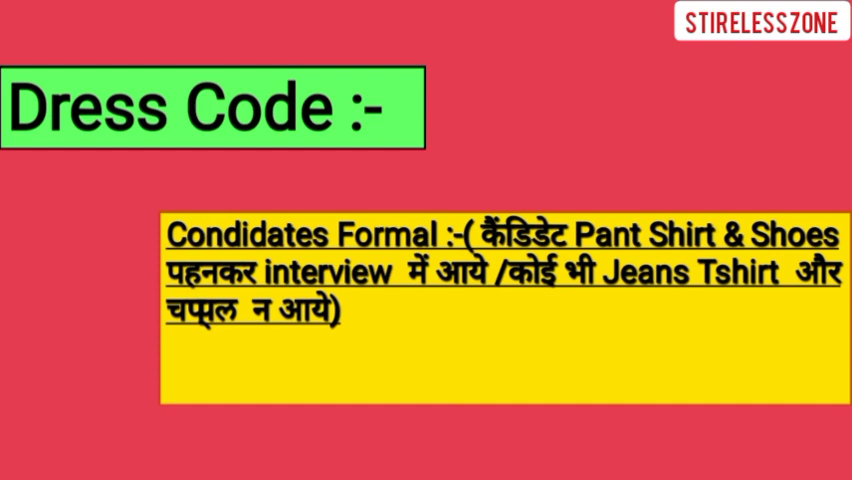 STIRELESSZONE
Dress Code :-
Condidates Formal :-( कैंडिडेट Pant Shirt & Shoes
पहनकर interview में आये /कोई भी Jeans Tshirt और
चप्पल न आये)